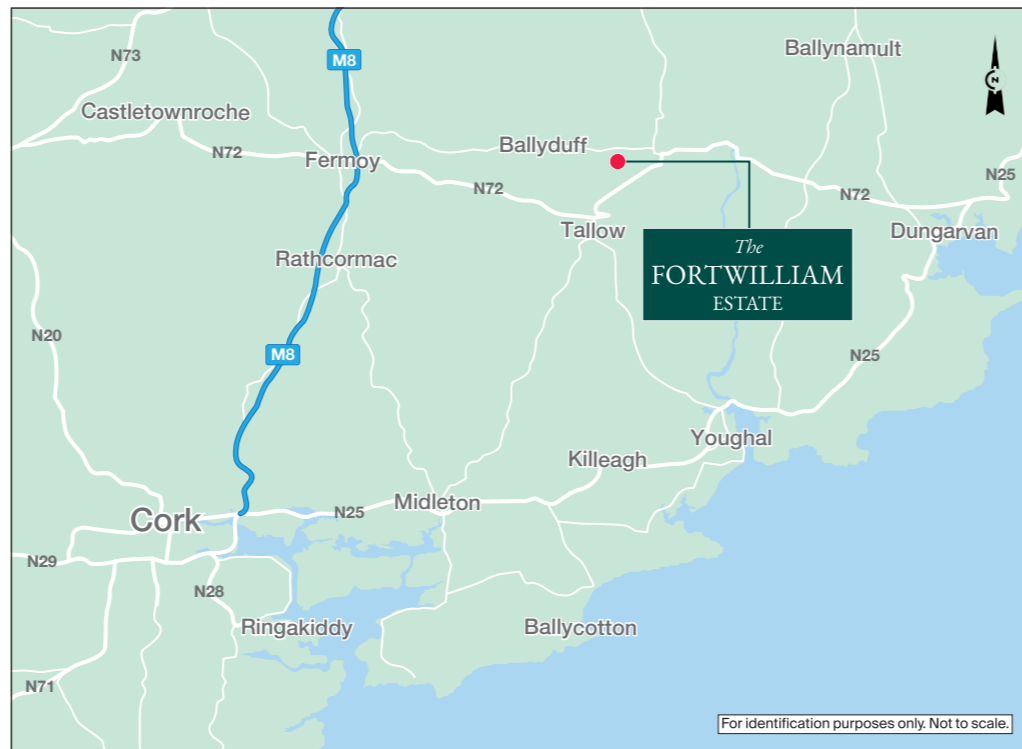 N73
M8
Ballynamult
N
Castletownroche
N72
Fermoy
Ballyduff
N25
N72
N72
Tallow
Dungarvan
The
FORTWILLIAM
ESTATE
Rathcormac
N20
M8
N25
Youghal
Killeagh
Midleton
N25
Cork
N29
N28
Ringakiddy
Ballycotton
N71
For identification purposes only. Not to scale.